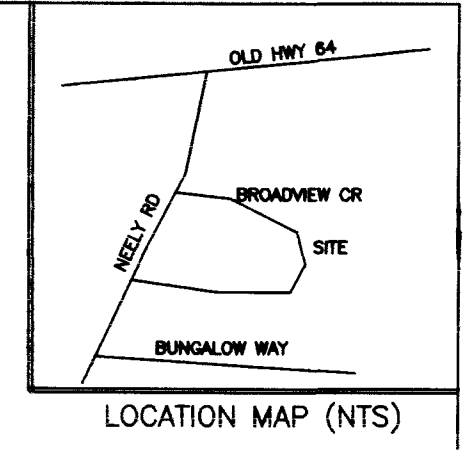 OLD HWY 64
BROADVIEW CR
NEELY RD
SITE
BUNGALOW WAY
LOCATION MAP (NTS)